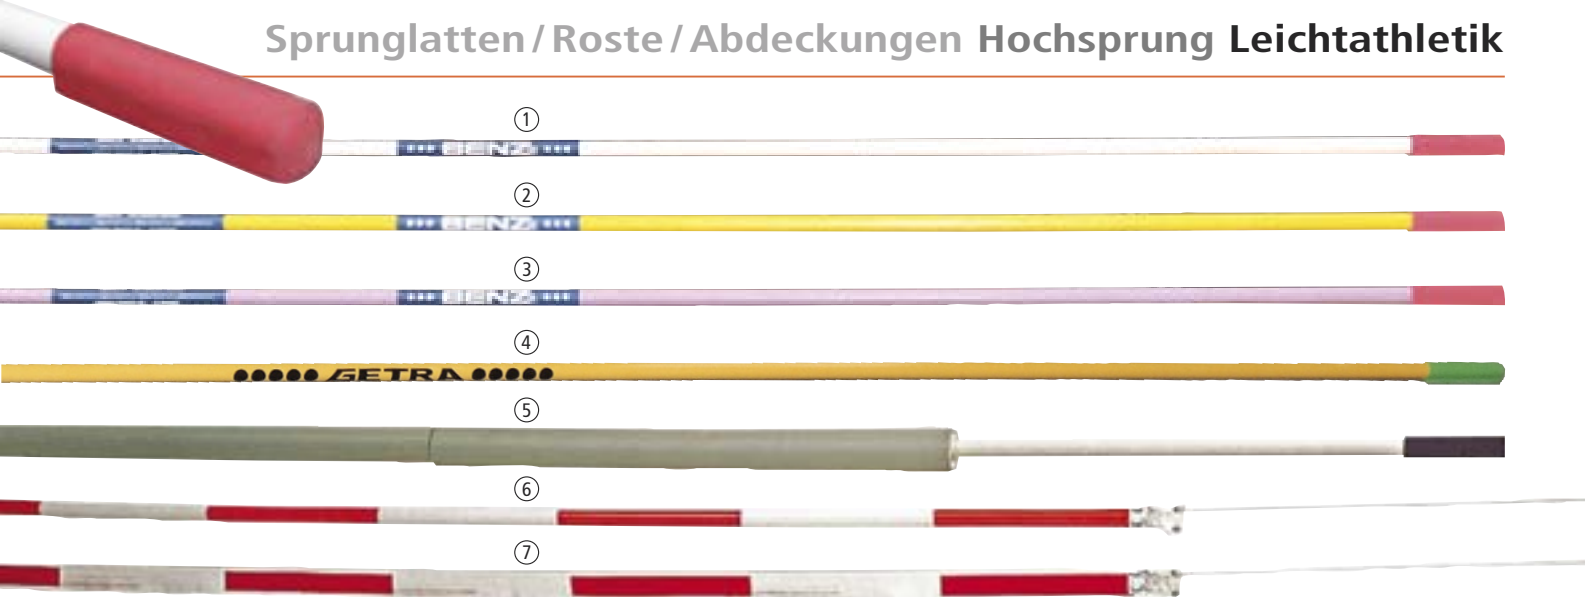 Sprunglatten / Roste / Abdeckungen Hochsprung Leichtathletik
①
BENZ
②
BENZ
③
BENZ
④
GETRA
⑤
⑥
⑦